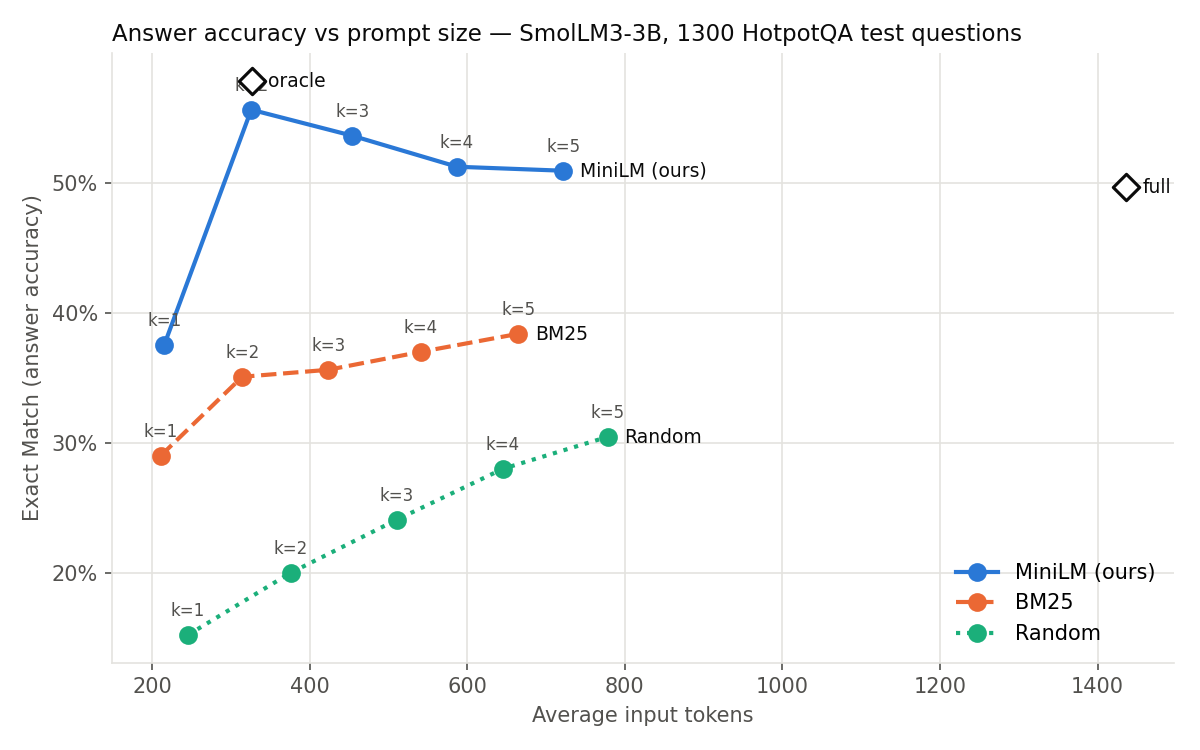 Answer accuracy vs prompt size — SmolLM3-3B, 1300 HotpotQA test questions
oracle
k=3
k=4
k=5
MiniLM (ours)
50%
full
k=1
40%
k=5
BM25
k=4
k=3
k=2
k=1
k=5
Random
30%
k=4
k=3
k=2
20%
k=1
MiniLM (ours)
BM25
Random
200
400
600
800
1000
1200
1400
Average input tokens
Exact Match (answer accuracy)